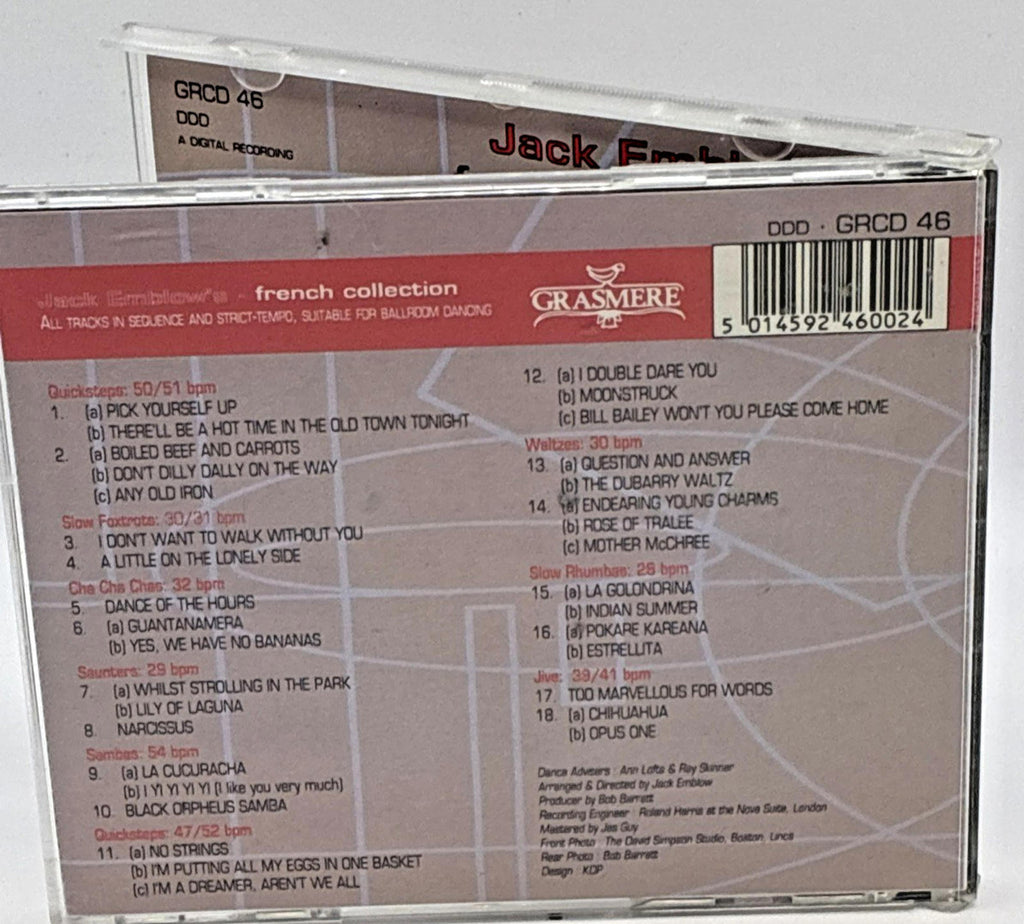 GRCD 46
DDD
A DIGITAL RECORDING
Jack
DDD · GRCD 46
Jack Emblow's - french collection
ALL TRACKS IN SEQUENCE AND STRICT-TEMPO, SUITABLE FOR BALLROOM DANCING
GRASMERE
5 014592 460024
Quicksteps: 50/51 bpm
1. (a) PICK YOURSELF UP
(b) THERE'LL BE A HOT TIME IN THE OLD TOWN TONIGHT
2. (a) BOILED BEEF AND CARROTS
(b) DON'T DILLY DALLY ON THE WAY
(c) ANY OLD IRON
Slow Foxtrots: 30/31 bpm
3. I DON'T WANT TO WALK WITHOUT YOU
4. A LITTLE ON THE LONELY SIDE
Cha Cha Chas: 32 bpm
5. DANCE OF THE HOURS
6. (a) GUANTANAMERA
(b) YES, WE HAVE NO BANANAS
Saunters: 29 bpm
7. (a) WHILST STROLLING IN THE PARK
(b) LILY OF LAGUNA
8. NARCISSUS
Sambas: 54 bpm
9. (a) LA CUCURACHA
(b) I YI YI YI YI (I like you very much)
10. BLACK ORPHEUS SAMBA
Quicksteps: 47/52 bpm
11. (a) NO STRINGS
(b) I'M PUTTING ALL MY EGGS IN ONE BASKET
(c) I'M A DREAMER, AREN'T WE ALL
12. (a) I DOUBLE DARE YOU
(b) MOONSTRUCK
(c) BILL BAILEY WON'T YOU PLEASE COME HOME
Waltzes: 30 bpm
13. (a) QUESTION AND ANSWER
(b) THE DUBARRY WALTZ
14. (a) ENDEARING YOUNG CHARMS
(b) ROSE OF TRALEE
(c) MOTHER McCHREE
Slow Rhumbas: 28 bpm
15. (a) LA GOLONDRINA
(b) INDIAN SUMMER
16. (a) POKARE KAREANA
(b) ESTRELLITA
Jive: 39/41 bpm
17. TOO MARVELLOUS FOR WORDS
18. (a) CHIHUAHUA
(b) OPUS ONE
Dance Advisers : Ann Lofts & Ray Skinner
Arranged & Directed by Jack Emblow
Producer by Bob Barratt
Recording Engineer : Roland Harris at the Nova Suite, London
Mastered by Jas Guy
Front Photo : The David Simpson Studio, Boston, Lincs
Rear Photo : Bob Barratt
Design : KDP